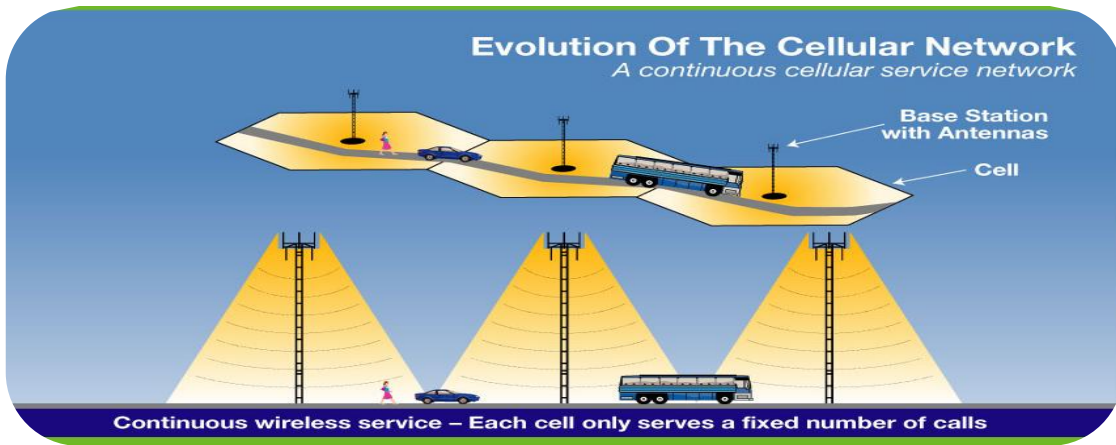 Evolution Of The Cellular Network
A continuous cellular service network
Base Station
with Antennas
Cell
Continuous wireless service – Each cell only serves a fixed number of calls